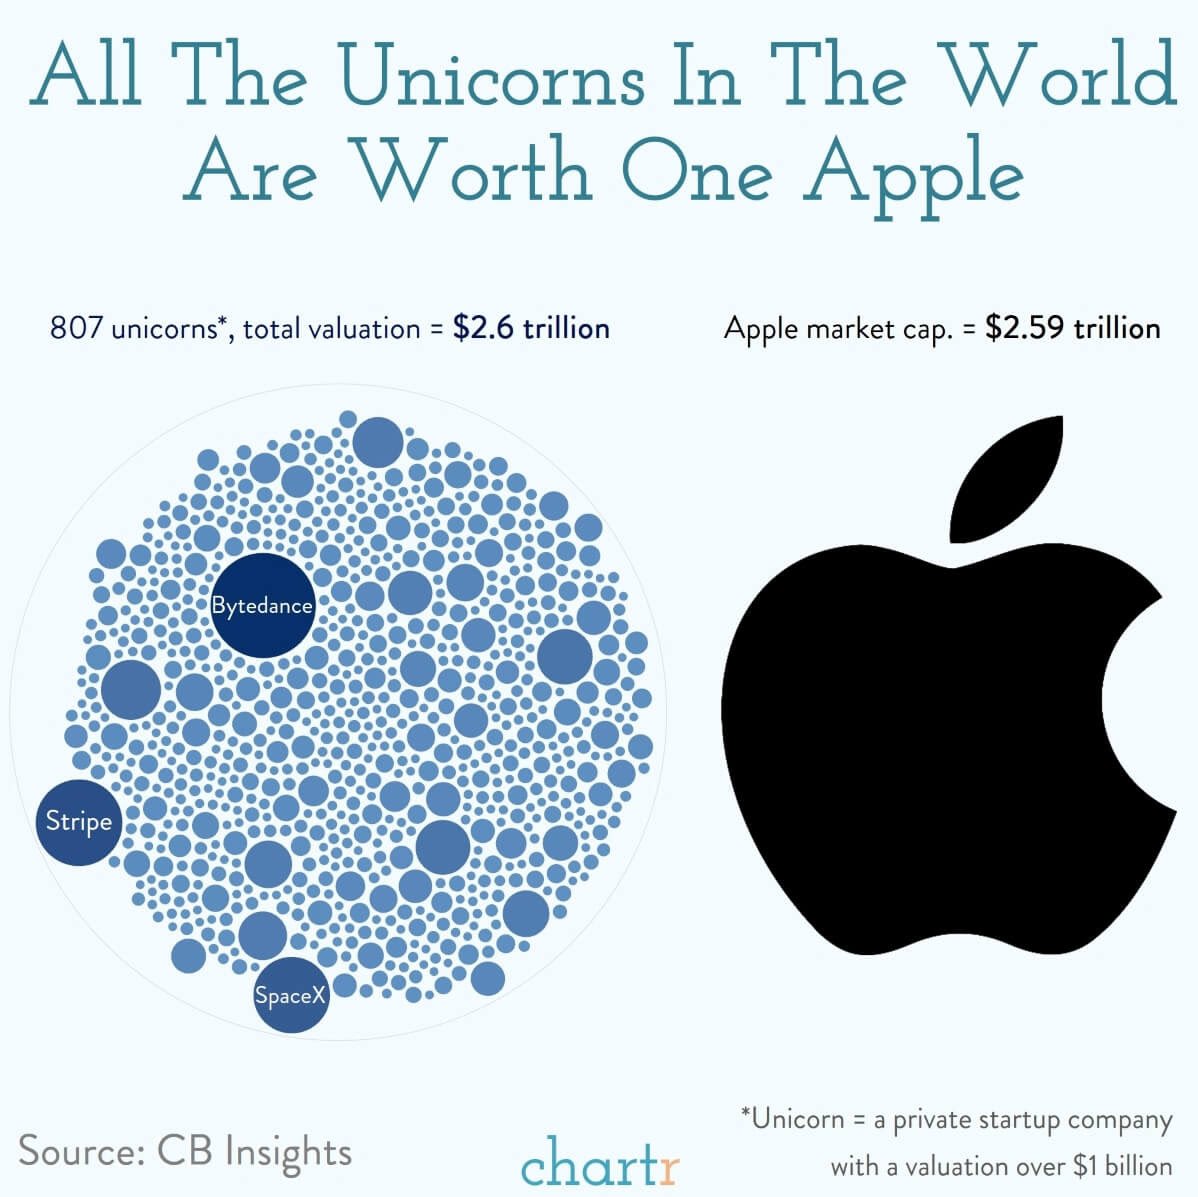 All The Unicorns In The World
Are Worth One Apple
807 unicorns*, total valuation = $2.6 trillion
Apple market cap. = $2.59 trillion
Bytedance
Stripe
SpaceX
*Unicorn = a private startup company
with a valuation over $1 billion
Source: CB Insights
chartr